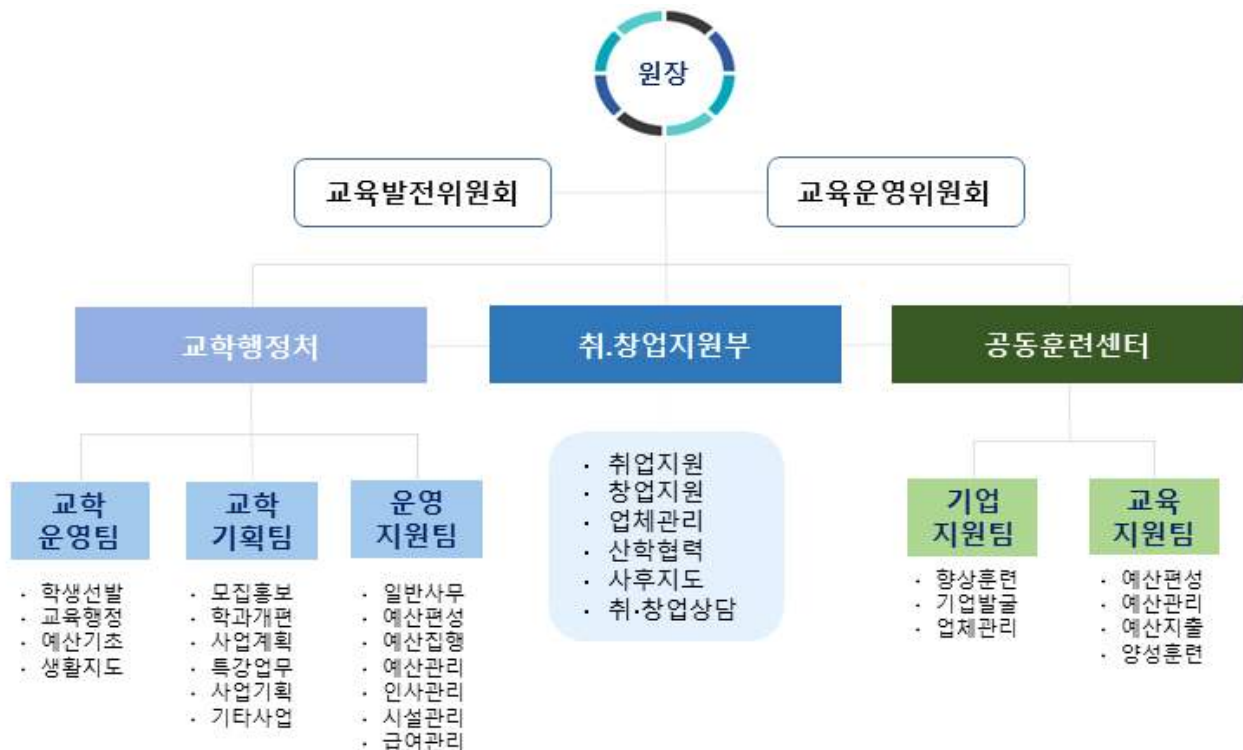 원장
교육발전위원회
교육운영위원회
교학행정처
취.창업지원부
공동훈련센터
교학
운영팀
· 학생선발
· 교육행정
· 예산기초
· 생활지도
교학
기획팀
· 모집홍보
· 학과개편
· 사업계획
· 특강업무
· 사업기획
· 기타사업
운영
지원팀
· 일반사무
· 예산편성
· 예산집행
· 예산관리
· 인사관리
· 시설관리
· 급여관리
· 취업지원
· 창업지원
· 업체관리
· 산학협력
· 사후지도
· 취·창업상담
기업
지원팀
· 향상훈련
· 기업발굴
· 업체관리
교육
지원팀
· 예산편성
· 예산관리
· 예산지출
· 양성훈련